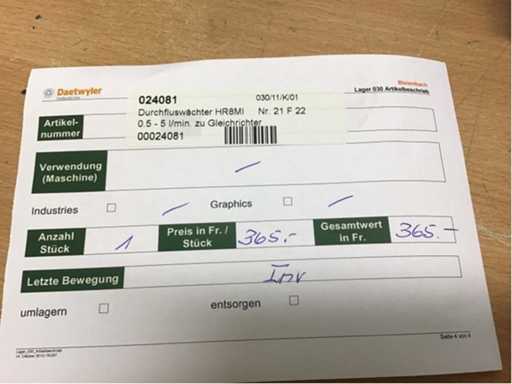 Daetwyler
Bleienbach
Lager 030 Artikelbeschrieb
024081 030/11/K/01
Durchfluswächter HR8MI Nr. 21 F 22
0.5 - 5 l/min. zu Gleichrichter
00024081
Artikel-
nummer
Verwendung
(Maschine) –
Industries – Graphics –
Anzahl
Stück 1
Preis in Fr. /
Stück 365.-
Gesamtwert
in Fr. 365.-
Letzte Bewegung Inv
umlagern entsorgen
Seite 4 von 4